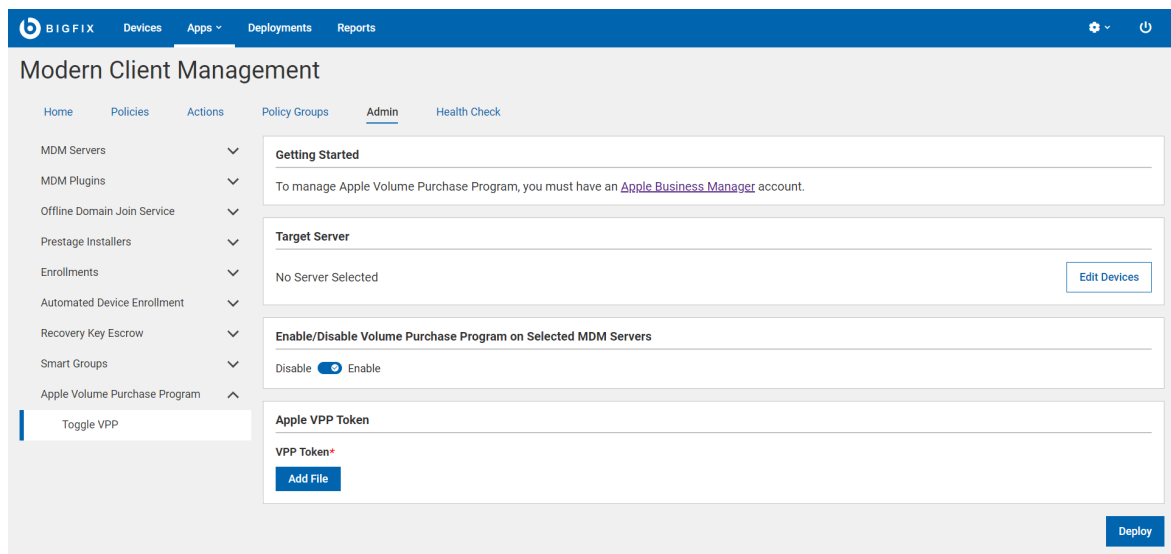 BIGFIX Devices Apps Deployments Reports
Modern Client Management
Home Policies Actions Policy Groups Admin Health Check
MDM Servers
MDM Plugins
Offline Domain Join Service
Prestage Installers
Enrollments
Automated Device Enrollment
Recovery Key Escrow
Smart Groups
Apple Volume Purchase Program
Toggle VPP
Getting Started
To manage Apple Volume Purchase Program, you must have an Apple Business Manager account.
Target Server
No Server Selected
Edit Devices
Enable/Disable Volume Purchase Program on Selected MDM Servers
Disable Enable
Apple VPP Token
VPP Token*
Add File
Deploy